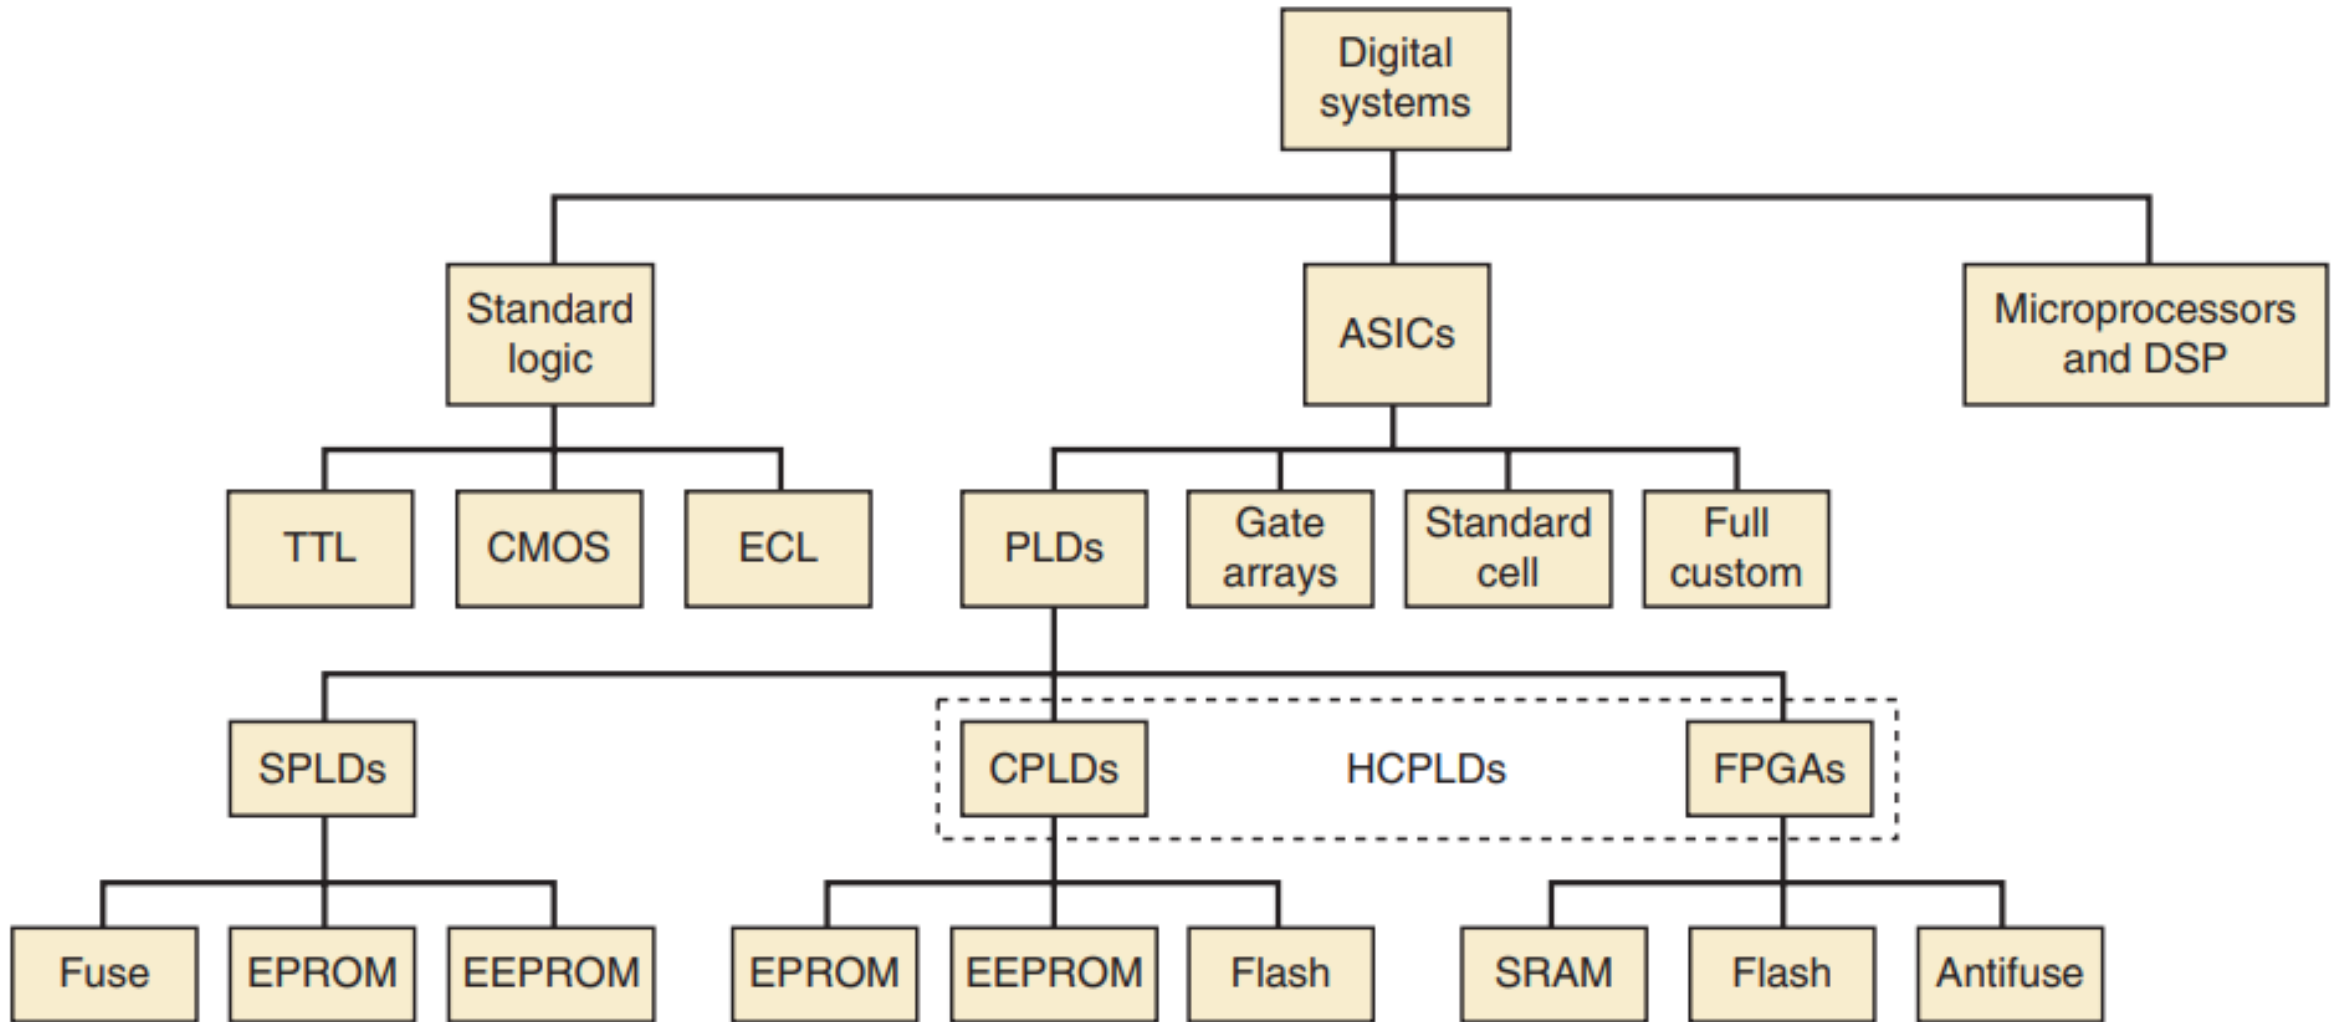 Digital
systems
Standard
logic
ASICs
Microprocessors
and DSP
TTL
CMOS
ECL
PLDs
Gate
arrays
Standard
cell
Full
custom
SPLDs
CPLDs
HCPLDs
FPGAs
Fuse
EPROM
EEPROM
EPROM
EEPROM
Flash
SRAM
Flash
Antifuse